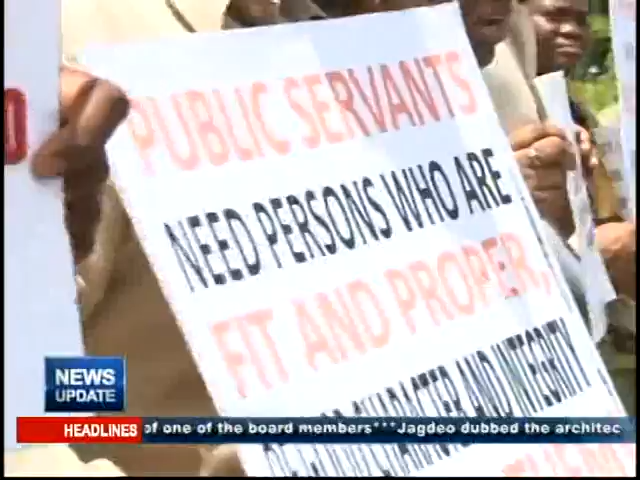 PUBLIC SERVANTS
NEED PERSONS WHO ARE
FIT AND PROPER,
CHARACTER AND INTEGRITY
NEWS
UPDATE
HEADLINES
of one of the board members***Jagdeo dubbed the architec